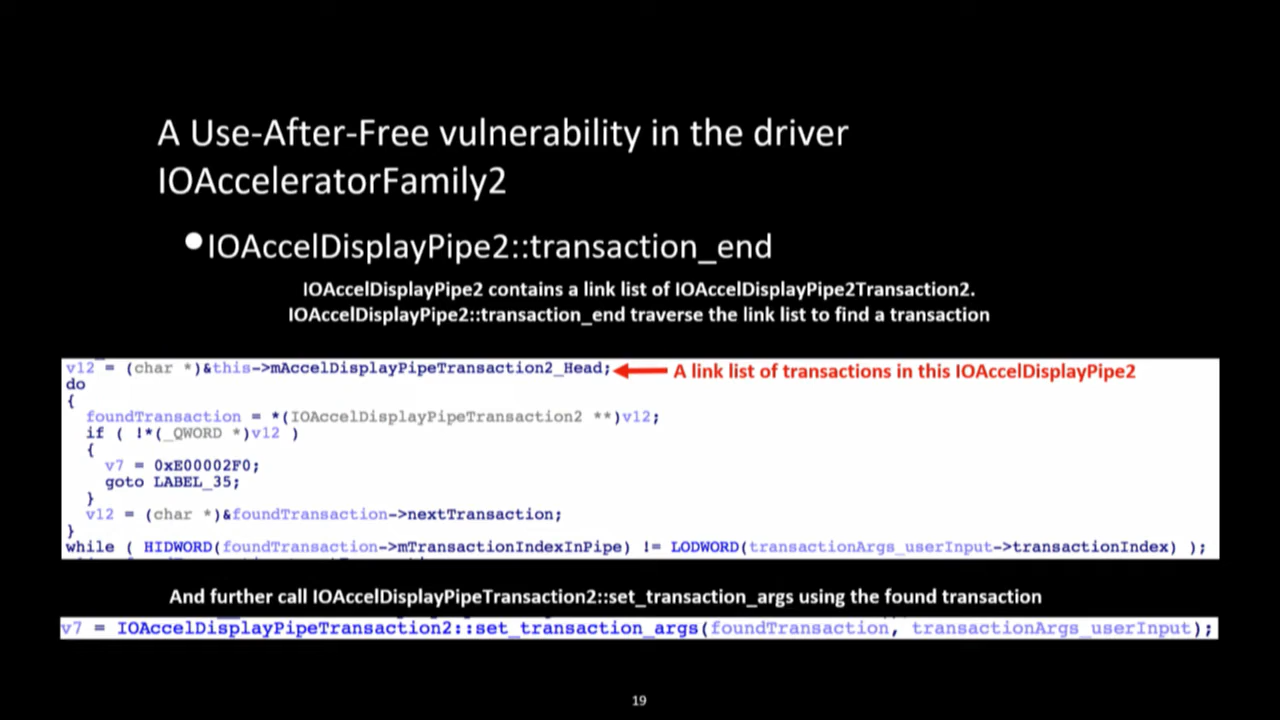 A Use-After-Free vulnerability in the driver
IOAcceleratorFamily2
●IOAccelDisplayPipe2::transaction_end
IOAccelDisplayPipe2 contains a link list of IOAccelDisplayPipe2Transaction2.
IOAccelDisplayPipe2::transaction_end traverse the link list to find a transaction
v12 = (char *)&this->mAccelDisplayPipeTransaction2_Head; A link list of transactions in this IOAccelDisplayPipe2
do
{
foundTransaction = *(IOAccelDisplayPipeTransaction2 **)v12;
if ( !*(_QWORD *)v12 )
{
v7 = 0xE00002F0;
goto LABEL_35;
}
v12 = (char *)&foundTransaction->nextTransaction;
}
while ( HIDWORD(foundTransaction->mTransactionIndexInPipe) != LODWORD(transactionArgs_userInput->transactionIndex) );
And further call IOAccelDisplayPipeTransaction2::set_transaction_args using the found transaction
v7 = IOAccelDisplayPipeTransaction2::set_transaction_args(foundTransaction, transactionArgs_userInput);
19